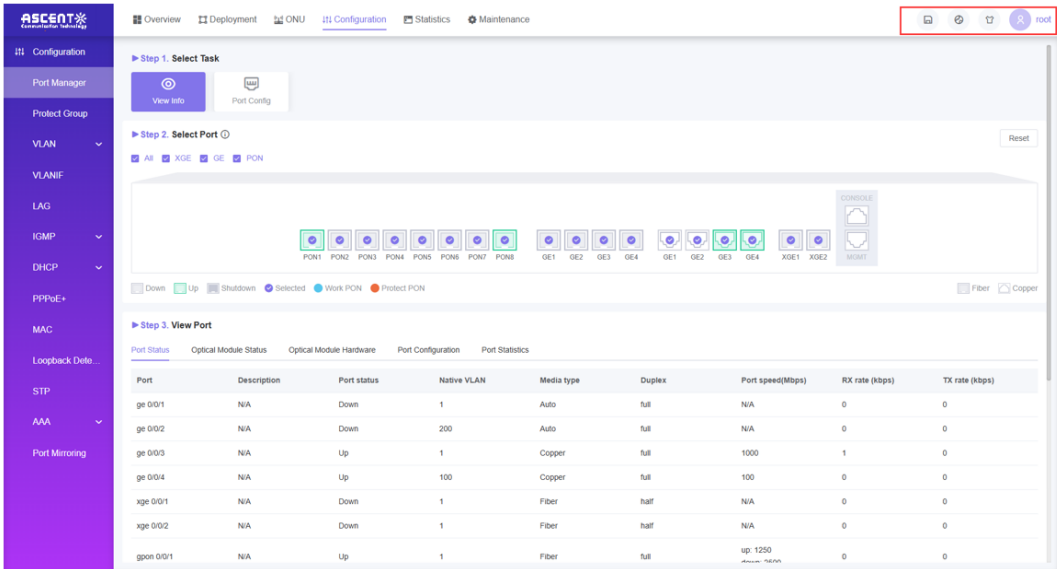 ASCENT
Communication Technology
Overview Deployment ONU Configuration Statistics Maintenance root
Configuration
Port Manager
Protect Group
VLAN
VLANIF
LAG
IGMP
DHCP
PPPoE+
MAC
Loopback Dete...
STP
AAA
Port Mirroring
Step 1. Select Task
View Info Port Config
Step 2. Select Port
Reset
All XGE GE PON
CONSOLE
PON1 PON2 PON3 PON4 PON5 PON6 PON7 PON8 GE1 GE2 GE3 GE4 GE1 GE2 GE3 GE4 XGE1 XGE2 MGMT
Down Up Shutdown Selected Work PON Protect PON Fiber Copper
Step 3. View Port
Port Status Optical Module Status Optical Module Hardware Port Configuration Port Statistics
Port Description Port status Native VLAN Media type Duplex Port speed(Mbps) RX rate (kbps) TX rate (kbps)
ge 0/0/1 N/A Down 1 Auto full N/A 0 0
ge 0/0/2 N/A Down 200 Auto full N/A 0 0
ge 0/0/3 N/A Up 1 Copper full 1000 1 0
ge 0/0/4 N/A Up 100 Copper full 100 0 0
xge 0/0/1 N/A Down 1 Fiber half N/A 0 0
xge 0/0/2 N/A Down 1 Fiber half N/A 0 0
gpon 0/0/1 N/A Up 1 Fiber full up: 1250 0 0
down: 2500